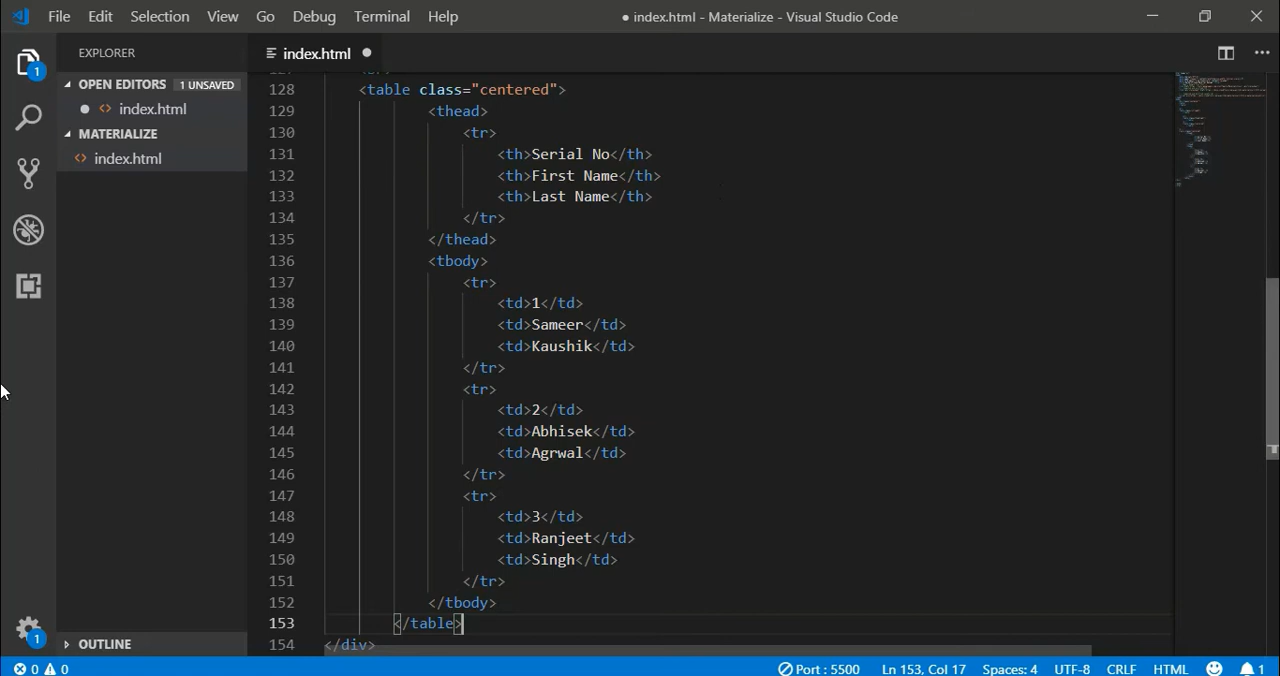 File Edit Selection View Go Debug Terminal Help
● index.html - Materialize - Visual Studio Code
EXPLORER
OPEN EDITORS 1 UNSAVED
● <> index.html
MATERIALIZE
<> index.html
OUTLINE
1
1
index.html ●
128 <table class="centered">
129 <thead>
130 <tr>
131 <th>Serial No</th>
132 <th>First Name</th>
133 <th>Last Name</th>
134 </tr>
135 </thead>
136 <tbody>
137 <tr>
138 <td>1</td>
139 <td>Sameer</td>
140 <td>Kaushik</td>
141 </tr>
142 <tr>
143 <td>2</td>
144 <td>Abhisek</td>
145 <td>Agrwal</td>
146 </tr>
147 <tr>
148 <td>3</td>
149 <td>Ranjeet</td>
150 <td>Singh</td>
151 </tr>
152 </tbody>
153 </table>
154 </div>
0 0 Port : 5500 Ln 153, Col 17 Spaces: 4 UTF-8 CRLF HTML 1